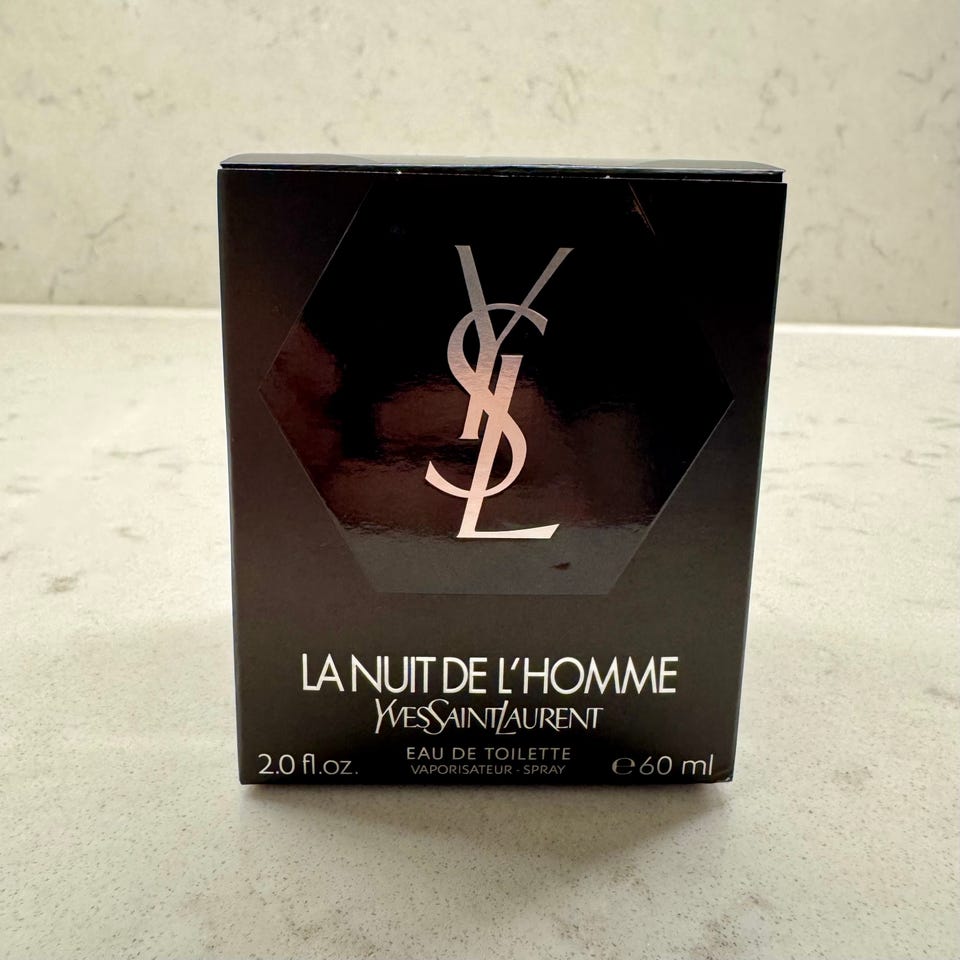 YSL
LA NUIT DE L'HOMME
YVESSAINTLAURENT
EAU DE TOILETTE
2.0 fl.oz. VAPORISATEUR - SPRAY ℮60 ml